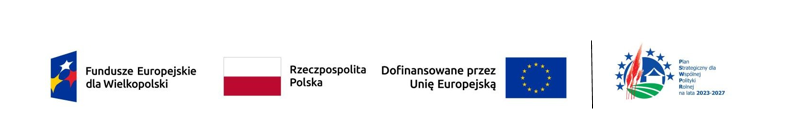 Fundusze Europejskie
dla Wielkopolski
Rzeczpospolita
Polska
Dofinansowane przez
Unię Europejską
Plan
Strategiczny dla
Wspólnej
Polityki
Rolnej
na lata 2023-2027